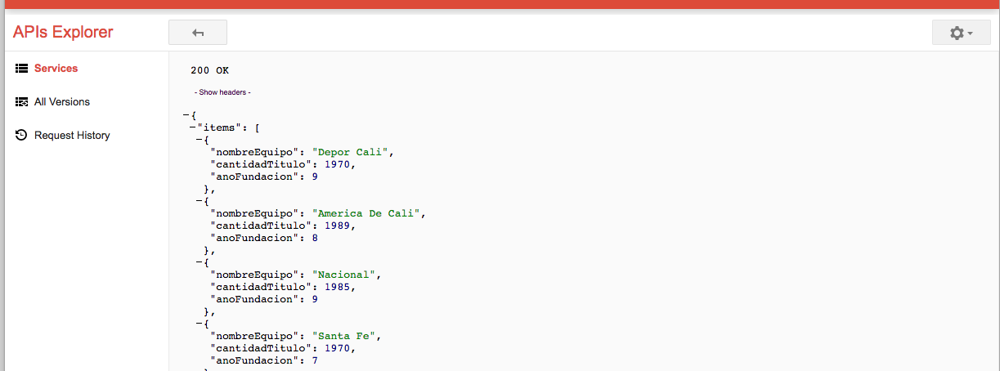 APIs Explorer
Services
All Versions
Request History
200 OK
- Show headers -
{
"items": [
{
"nombreEquipo": "Depor Cali",
"cantidadTitulo": 1970,
"anoFundacion": 9
},
{
"nombreEquipo": "America De Cali",
"cantidadTitulo": 1989,
"anoFundacion": 8
},
{
"nombreEquipo": "Nacional",
"cantidadTitulo": 1985,
"anoFundacion": 9
},
{
"nombreEquipo": "Santa Fe",
"cantidadTitulo": 1970,
"anoFundacion": 7